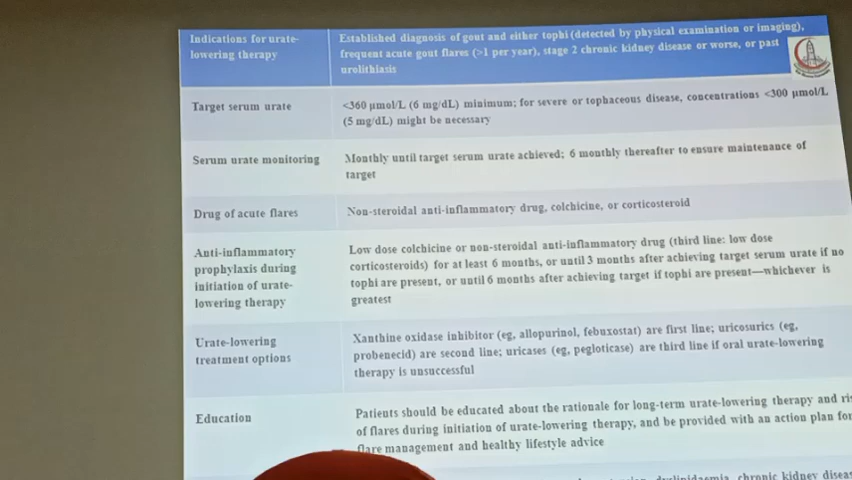 Indications for urate-
lowering therapy
Established diagnosis of gout and either tophi (detected by physical examination or imaging),
frequent acute gout flares (>1 per year), stage 2 chronic kidney disease or worse, or past
urolithiasis
Target serum urate
<360 µmol/L (6 mg/dL) minimum; for severe or tophaceous disease, concentrations <300 µmol/L
(5 mg/dL) might be necessary
Serum urate monitoring
Monthly until target serum urate achieved; 6 monthly thereafter to ensure maintenance of
target
Drug of acute flares
Non-steroidal anti-inflammatory drug, colchicine, or corticosteroid
Anti-inflammatory
prophylaxis during
initiation of urate-
lowering therapy
Low dose colchicine or non-steroidal anti-inflammatory drug (third line: low dose
corticosteroids) for at least 6 months, or until 3 months after achieving target serum urate if no
tophi are present, or until 6 months after achieving target if tophi are present—whichever is
greatest
Urate-lowering
treatment options
Xanthine oxidase inhibitor (eg, allopurinol, febuxostat) are first line; uricosurics (eg,
probenecid) are second line; uricases (eg, pegloticase) are third line if oral urate-lowering
therapy is unsuccessful
Education
Patients should be educated about the rationale for long-term urate-lowering therapy and ris
of flares during initiation of urate-lowering therapy, and be provided with an action plan for
flare management and healthy lifestyle advice
dyslipidaemia, chronic kidney diseas